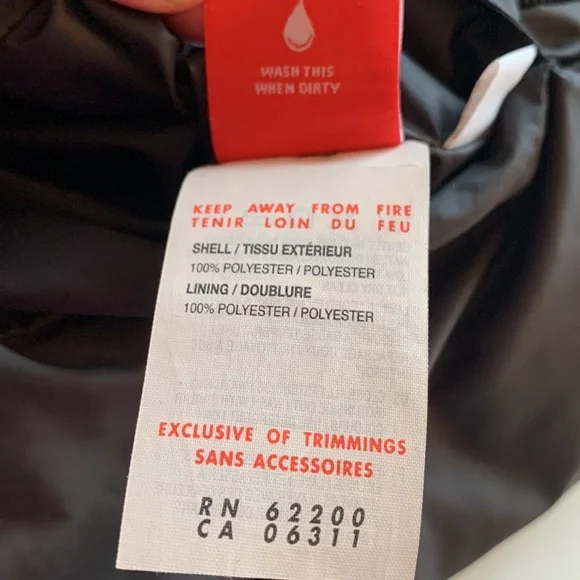 WASH THIS
WHEN DIRTY
KEEP AWAY FROM FIRE
TENIR LOIN DU FEU
SHELL / TISSU EXTÉRIEUR
100% POLYESTER / POLYESTER
LINING / DOUBLURE
100% POLYESTER / POLYESTER
EXCLUSIVE OF TRIMMINGS
SANS ACCESSOIRES
RN 62200
CA 06311